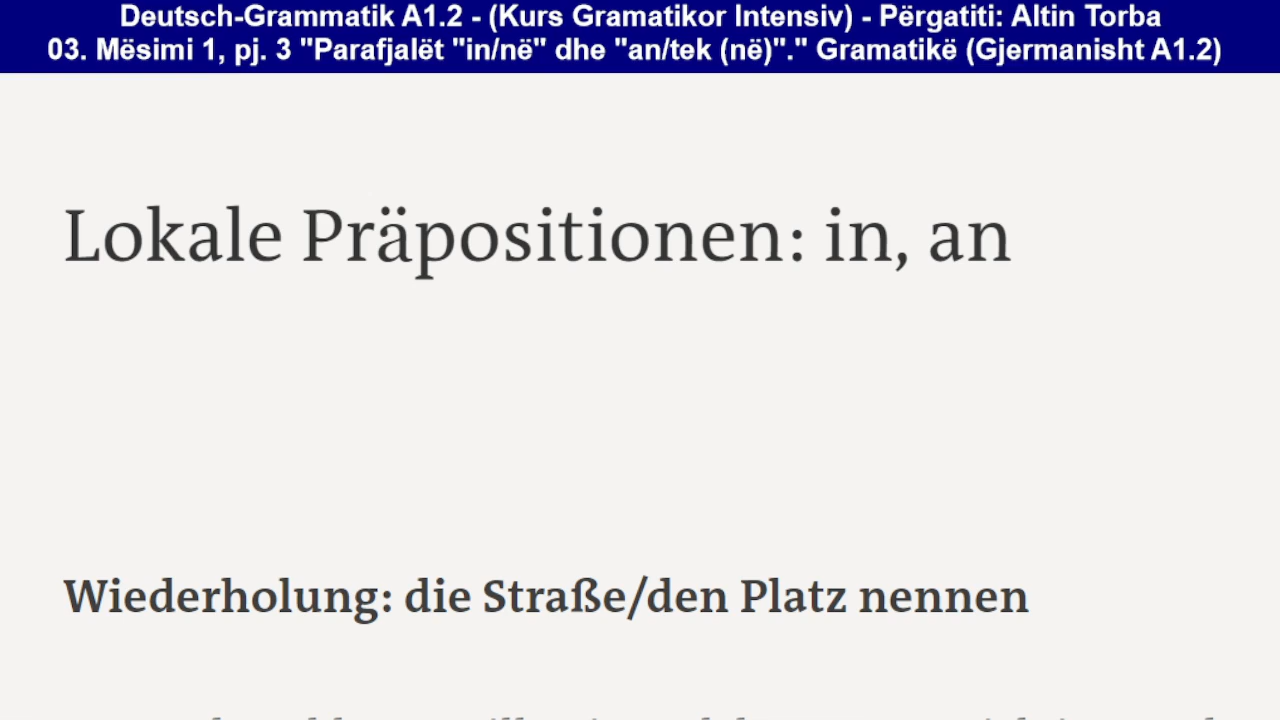 Deutsch-Grammatik A1.2 - (Kurs Gramatikor Intensiv) - Përgatiti: Altin Torba
03. Mësimi 1, pj. 3 "Parafjalët "in/në" dhe "an/tek (në)"." Gramatikë (Gjermanisht A1.2)
Lokale Präpositionen: in, an
Wiederholung: die Straße/den Platz nennen